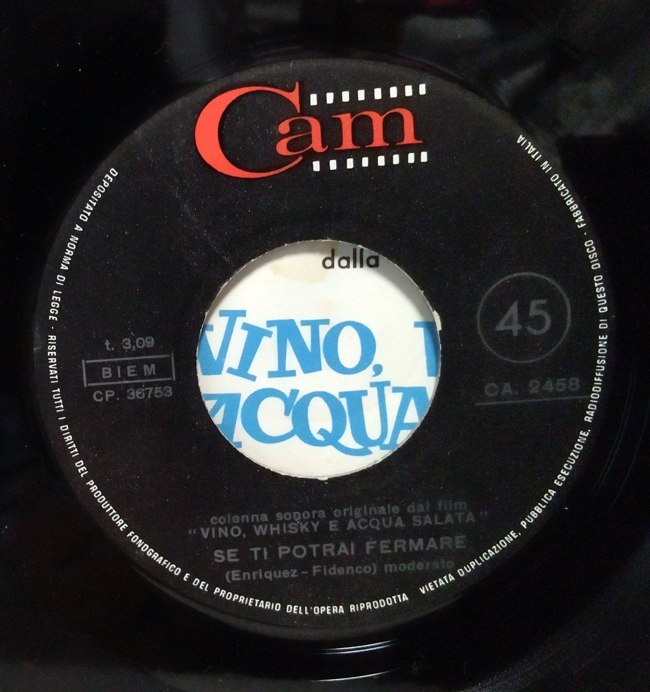 Cam
DEPOSITATO A NORMA DI LEGGE - RISERVATI TUTTI I DIRITTI DEL PRODUTTORE FONOGRAFICO E DEL PROPRIETARIO DELL'OPERA RIPRODOTTA VIETATA DUPLICAZIONE, PUBBLICA ESECUZIONE, RADIODIFFUSIONE DI QUESTO DISCO - FABBRICATO IN ITALIA
dalla
VINO,
ACQUA
45
t. 3,09
BIEM
CP. 36753
CA. 2458
colonna sonora originale dal film
"VINO, WHISKY E ACQUA SALATA"
SE TI POTRAI FERMARE
(Enriquez - Fidenco) moderato